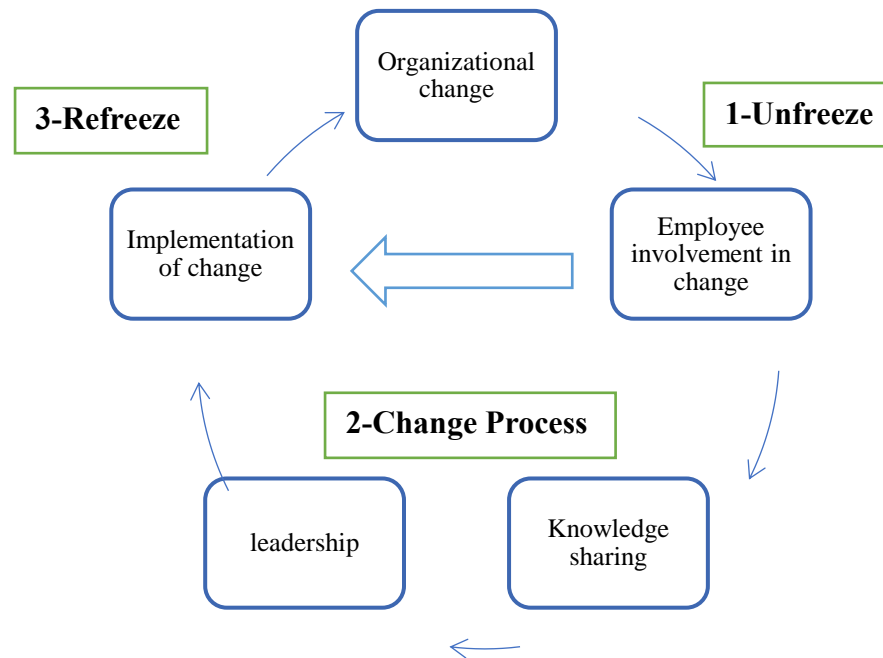 Organizational
change
3-Refreeze
1-Unfreeze
Implementation
of change
Employee
involvement in
change
2-Change Process
leadership
Knowledge
sharing